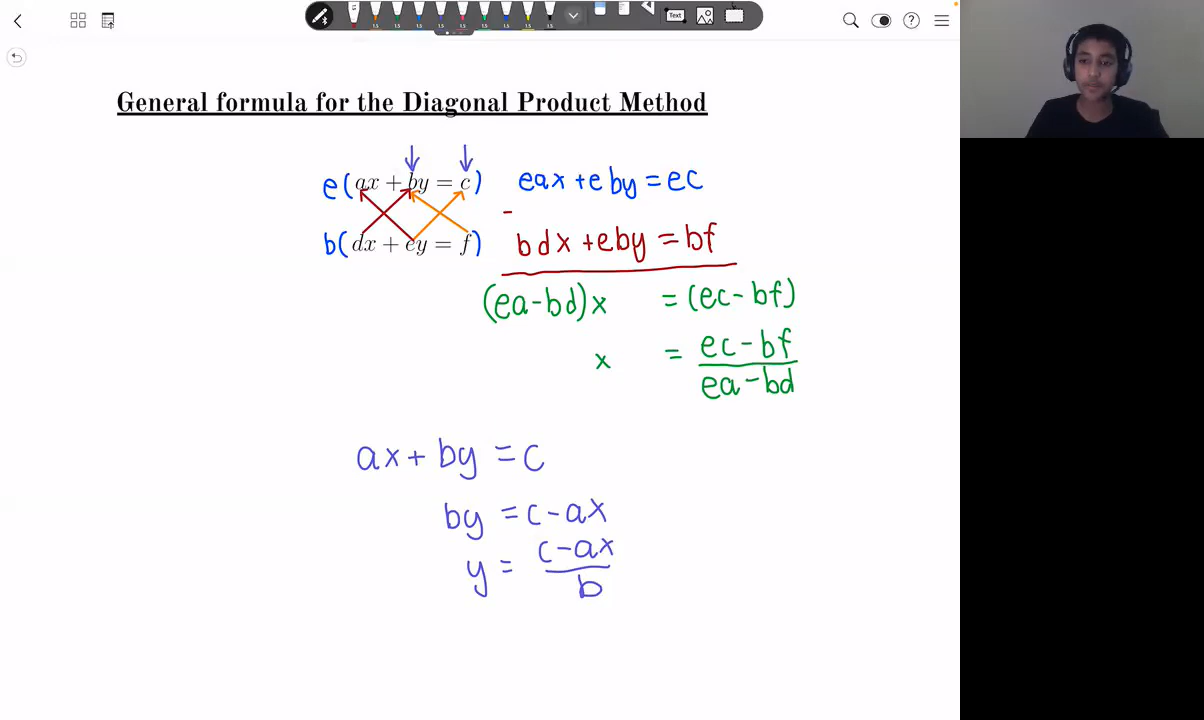 Text
General formula for the Diagonal Product Method
e(ax + by = c) eax + eby = ec
b(dx + ey = f) - bdx + eby = bf
(ea - bd)x = (ec - bf)
x = ec - bf
ea - bd
ax + by = c
by = c - ax
y = c - ax
b